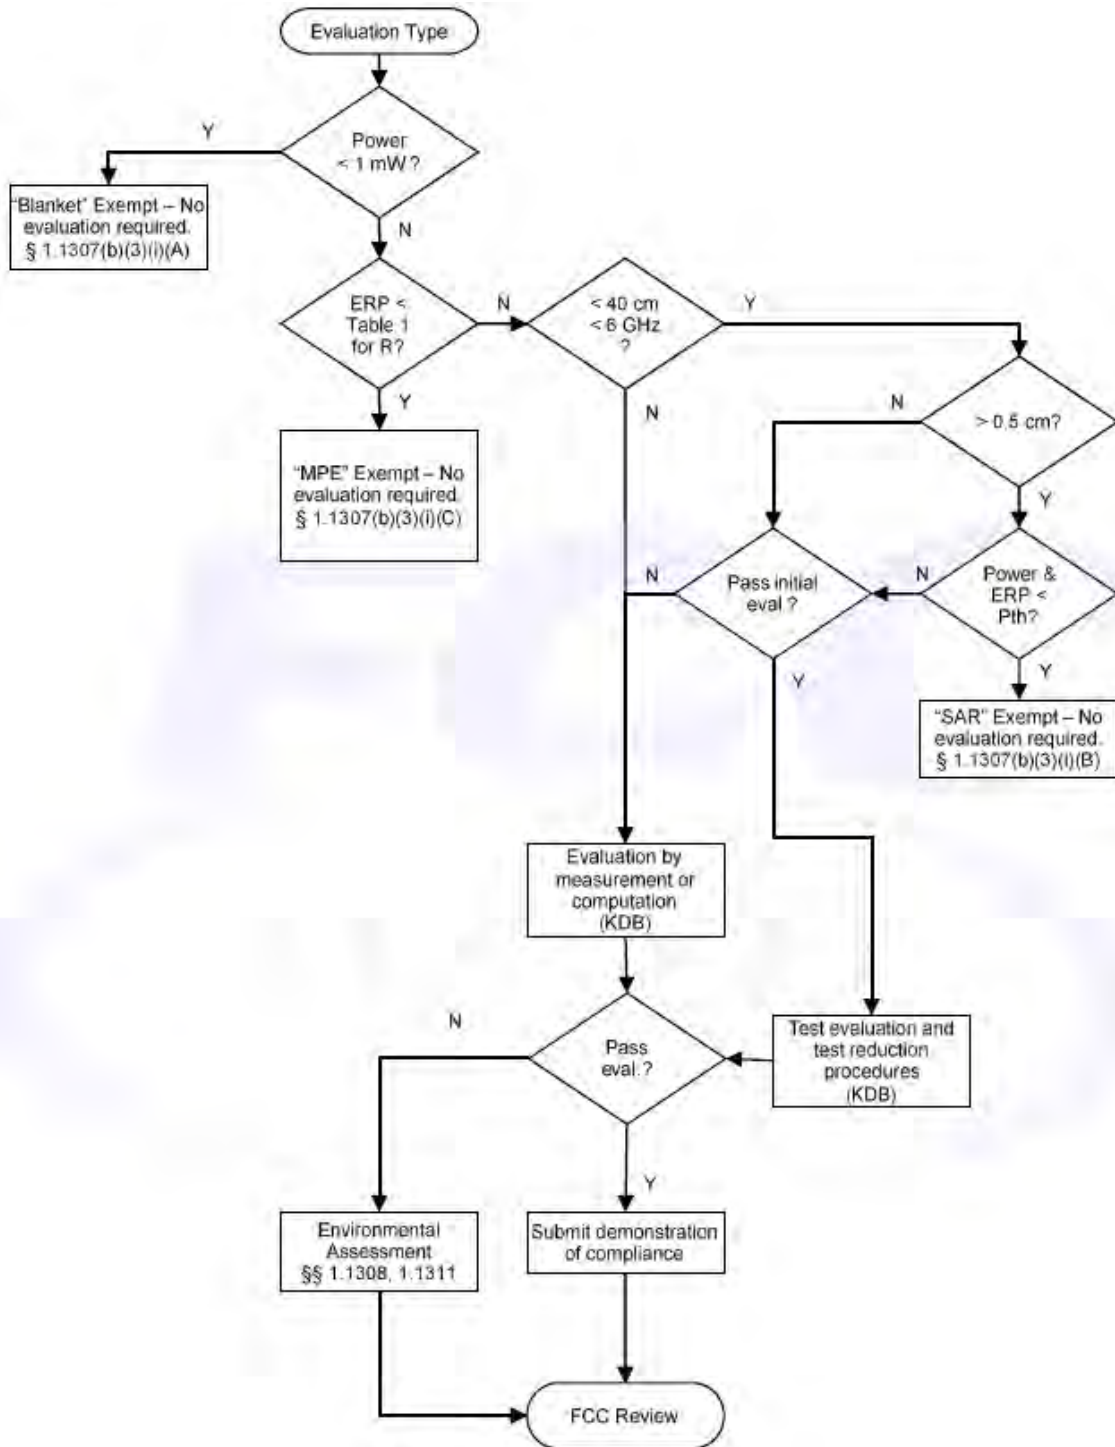 Evaluation Type
Power
< 1 mW?
Y
N
"Blanket" Exempt – No
evaluation required.
§ 1.1307(b)(3)(i)(A)
ERP <
Table 1
for R?
N
Y
< 40 cm
< 6 GHz
?
Y
N
> 0.5 cm?
N
Y
"MPE" Exempt – No
evaluation required.
§ 1.1307(b)(3)(i)(C)
Pass initial
eval ?
N
Y
Power &
ERP <
Pth?
N
Y
"SAR" Exempt – No
evaluation required.
§ 1.1307(b)(3)(i)(B)
Evaluation by
measurement or
computation
(KDB)
Pass
eval.?
N
Y
Test evaluation and
test reduction
procedures
(KDB)
Environmental
Assessment
§§ 1.1308, 1.1311
Submit demonstration
of compliance
FCC Review